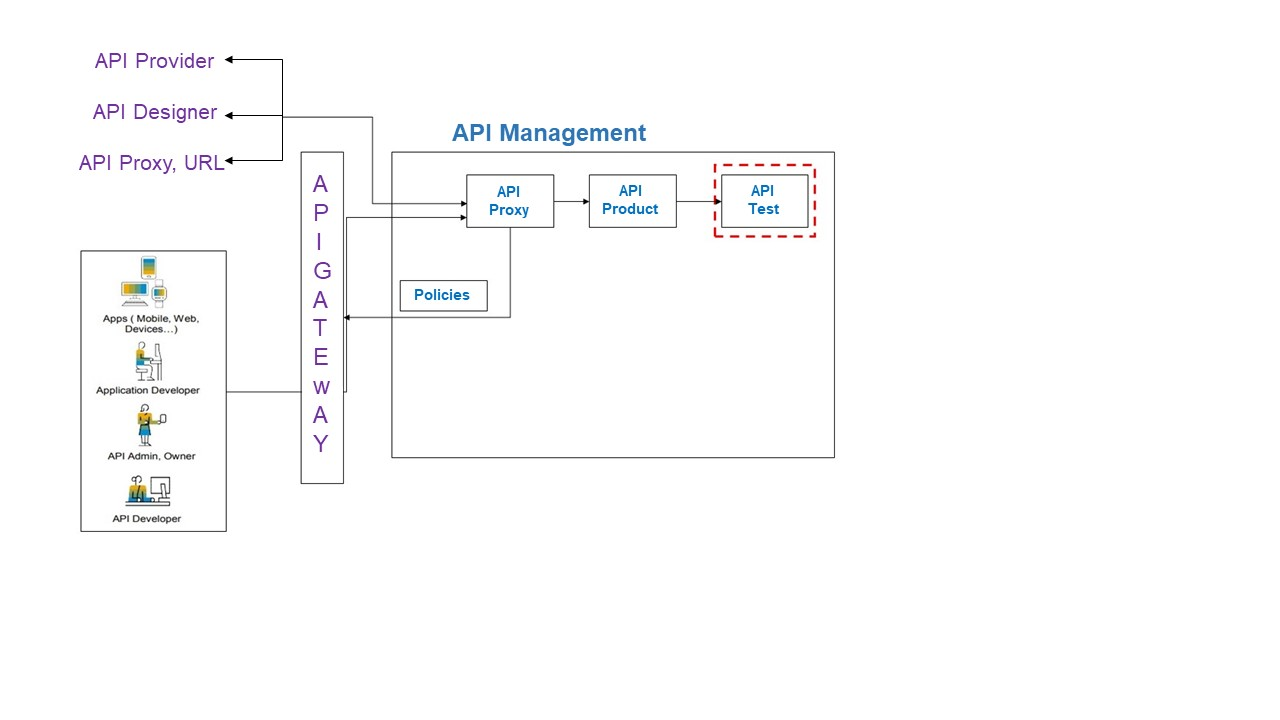 API Provider
API Designer
API Proxy, URL
API Management
A
P
I
G
A
T
E
w
A
Y
API
Proxy
API
Product
API
Test
Policies
Apps ( Mobile, Web,
Devices…)
Application Developer
API Admin, Owner
API Developer